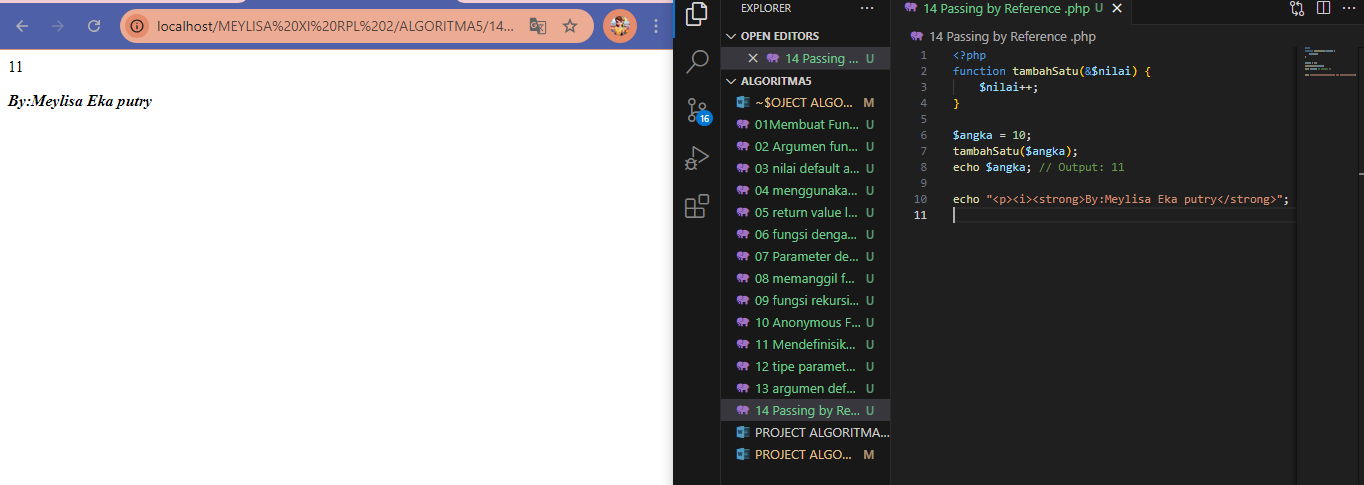 localhost/MEYLISA%20XI%20RPL%202/ALGORITMA5/14...
11
By:Meylisa Eka putry
EXPLORER
OPEN EDITORS
14 Passing ... U
ALGORITMA5
~$OJECT ALGO... M
01Membuat Fun... U
02 Argumen fun... U
03 nilai default a... U
04 menggunaka... U
05 return value l... U
06 fungsi denga... U
07 Parameter de... U
08 memanggil f... U
09 fungsi rekursi... U
10 Anonymous F... U
11 Mendefinisik... U
12 tipe paramet... U
13 argumen def... U
14 Passing by Re... U
PROJECT ALGORITMA...
PROJECT ALGO... M
16
14 Passing by Reference .php U
14 Passing by Reference .php
1 <?php
2 function tambahSatu(&$nilai) {
3 $nilai++;
4 }
5
6 $angka = 10;
7 tambahSatu($angka);
8 echo $angka; // Output: 11
9
10 echo "<p><i><strong>By:Meylisa Eka putry</strong>";
11